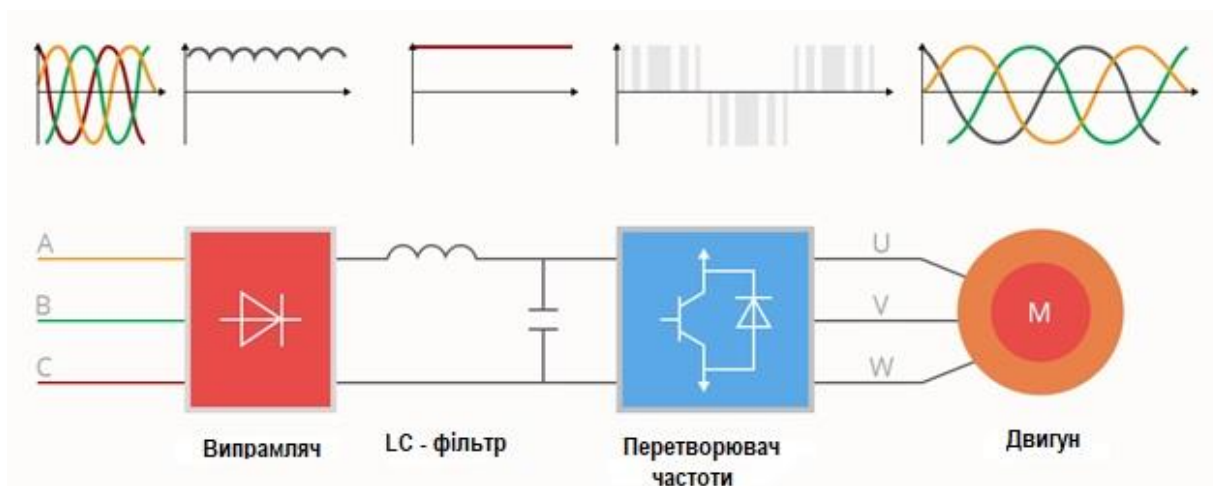 A
B
C
U
V
W
M
Випрамляч
LC - фільтр
Перетворювач
частоти
Двигун